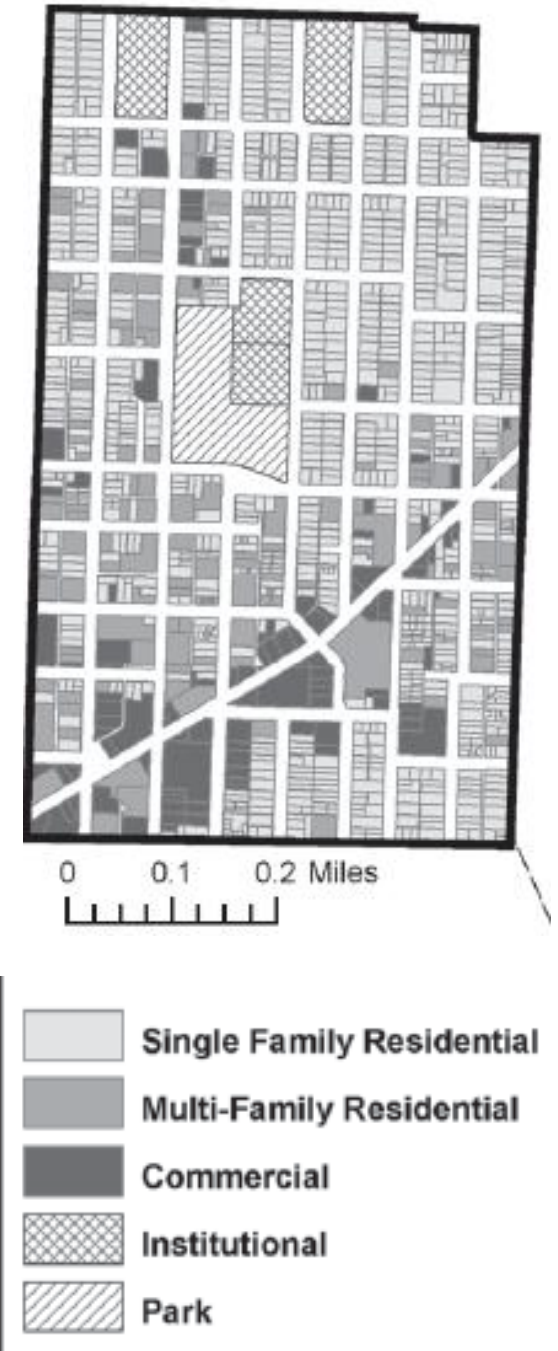 0 0.1 0.2 Miles
Single Family Residential
Multi-Family Residential
Commercial
Institutional
Park